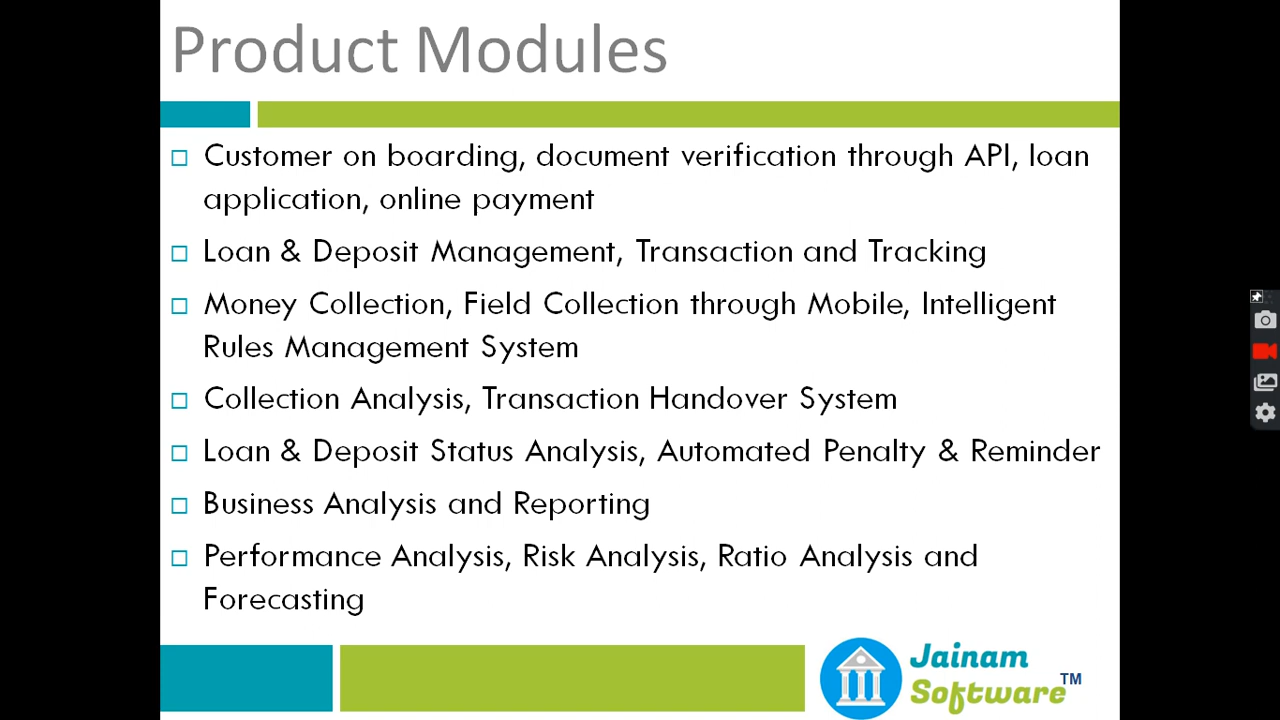 Product Modules
Customer on boarding, document verification through API, loan
application, online payment
Loan & Deposit Management, Transaction and Tracking
Money Collection, Field Collection through Mobile, Intelligent
Rules Management System
Collection Analysis, Transaction Handover System
Loan & Deposit Status Analysis, Automated Penalty & Reminder
Business Analysis and Reporting
Performance Analysis, Risk Analysis, Ratio Analysis and
Forecasting
Jainam
Software™